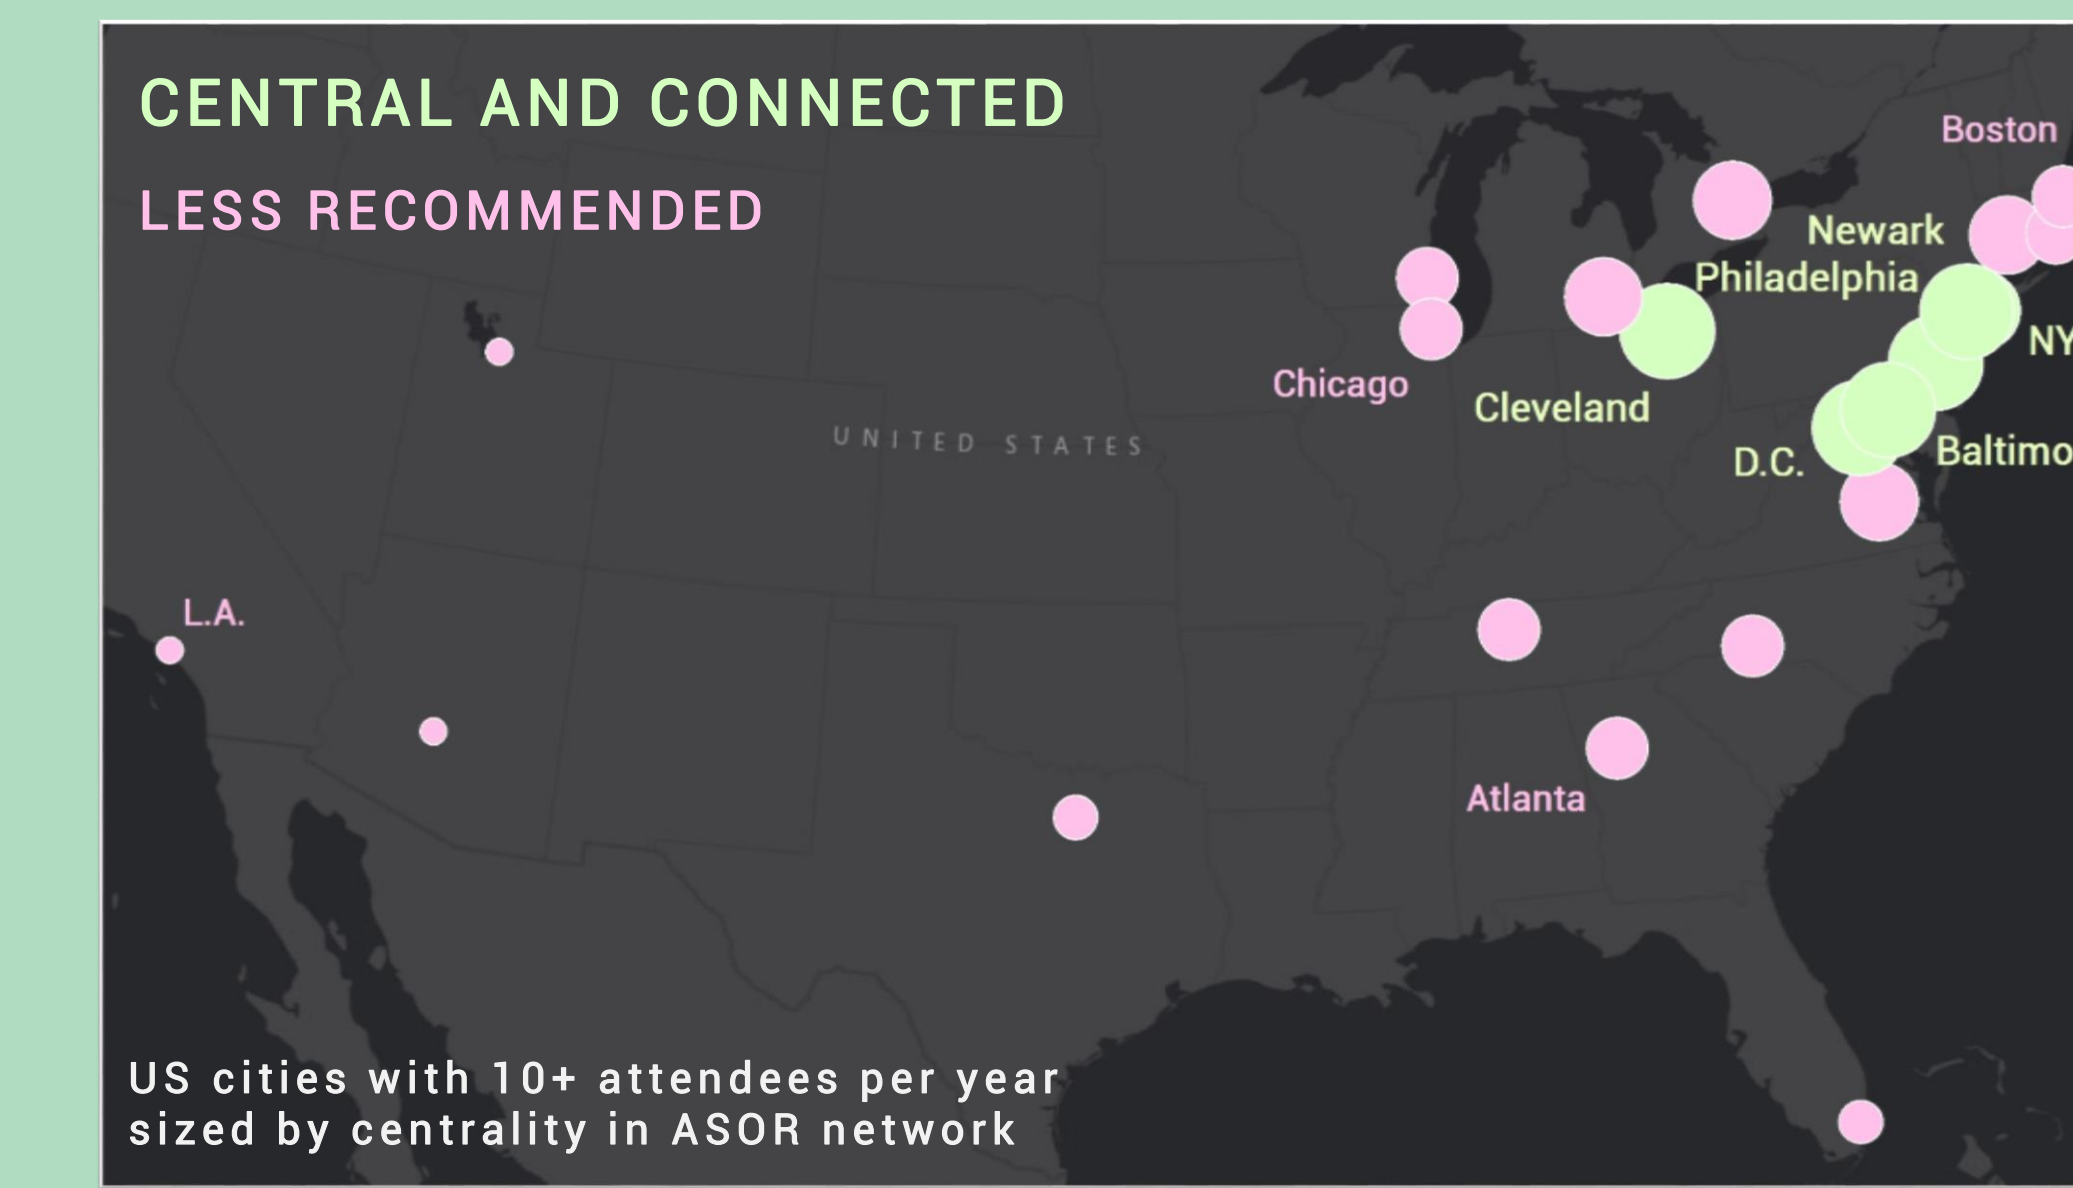 CENTRAL AND CONNECTED
LESS RECOMMENDED
Boston
Newark
Philadelphia
NY
Chicago
Cleveland
UNITED STATES
D.C.
Baltimo
L.A.
Atlanta
US cities with 10+ attendees per year
sized by centrality in ASOR network